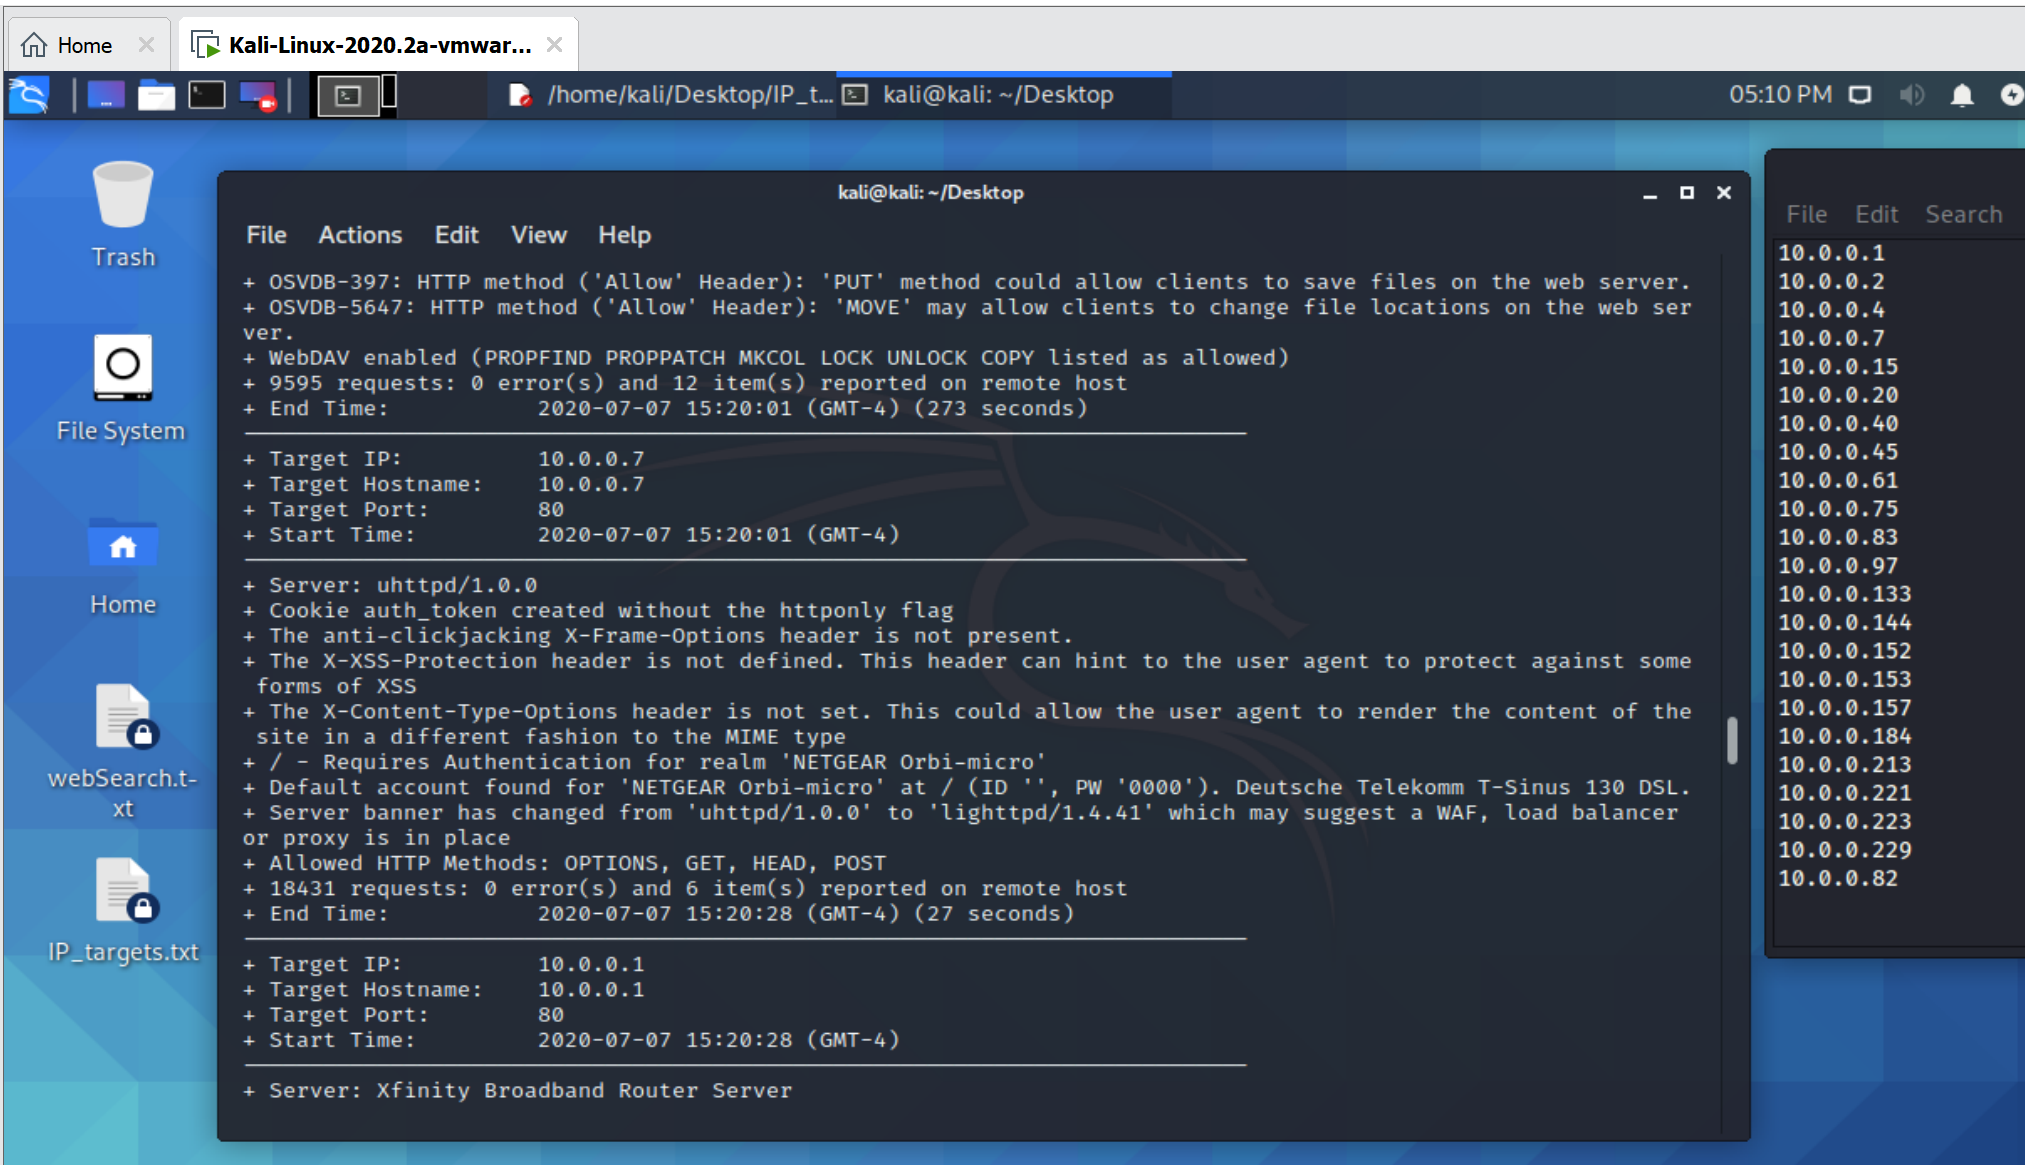 Home
Kali-Linux-2020.2a-vmwar...
/home/kali/Desktop/IP_t...
kali@kali: ~/Desktop
05:10 PM
Trash
File System
Home
webSearch.t-
xt
IP_targets.txt
kali@kali: ~/Desktop
File Actions Edit View Help
+ OSVDB-397: HTTP method ('Allow' Header): 'PUT' method could allow clients to save files on the web server.
+ OSVDB-5647: HTTP method ('Allow' Header): 'MOVE' may allow clients to change file locations on the web ser
ver.
+ WebDAV enabled (PROPFIND PROPPATCH MKCOL LOCK UNLOCK COPY listed as allowed)
+ 9595 requests: 0 error(s) and 12 item(s) reported on remote host
+ End Time: 2020-07-07 15:20:01 (GMT-4) (273 seconds)
+ Target IP: 10.0.0.7
+ Target Hostname: 10.0.0.7
+ Target Port: 80
+ Start Time: 2020-07-07 15:20:01 (GMT-4)
+ Server: uhttpd/1.0.0
+ Cookie auth_token created without the httponly flag
+ The anti-clickjacking X-Frame-Options header is not present.
+ The X-XSS-Protection header is not defined. This header can hint to the user agent to protect against some
forms of XSS
+ The X-Content-Type-Options header is not set. This could allow the user agent to render the content of the
site in a different fashion to the MIME type
+ / - Requires Authentication for realm 'NETGEAR Orbi-micro'
+ Default account found for 'NETGEAR Orbi-micro' at / (ID '', PW '0000'). Deutsche Telekomm T-Sinus 130 DSL.
+ Server banner has changed from 'uhttpd/1.0.0' to 'lighttpd/1.4.41' which may suggest a WAF, load balancer
or proxy is in place
+ Allowed HTTP Methods: OPTIONS, GET, HEAD, POST
+ 18431 requests: 0 error(s) and 6 item(s) reported on remote host
+ End Time: 2020-07-07 15:20:28 (GMT-4) (27 seconds)
+ Target IP: 10.0.0.1
+ Target Hostname: 10.0.0.1
+ Target Port: 80
+ Start Time: 2020-07-07 15:20:28 (GMT-4)
+ Server: Xfinity Broadband Router Server
File Edit Search
10.0.0.1
10.0.0.2
10.0.0.4
10.0.0.7
10.0.0.15
10.0.0.20
10.0.0.40
10.0.0.45
10.0.0.61
10.0.0.75
10.0.0.83
10.0.0.97
10.0.0.133
10.0.0.144
10.0.0.152
10.0.0.153
10.0.0.157
10.0.0.184
10.0.0.213
10.0.0.221
10.0.0.223
10.0.0.229
10.0.0.82